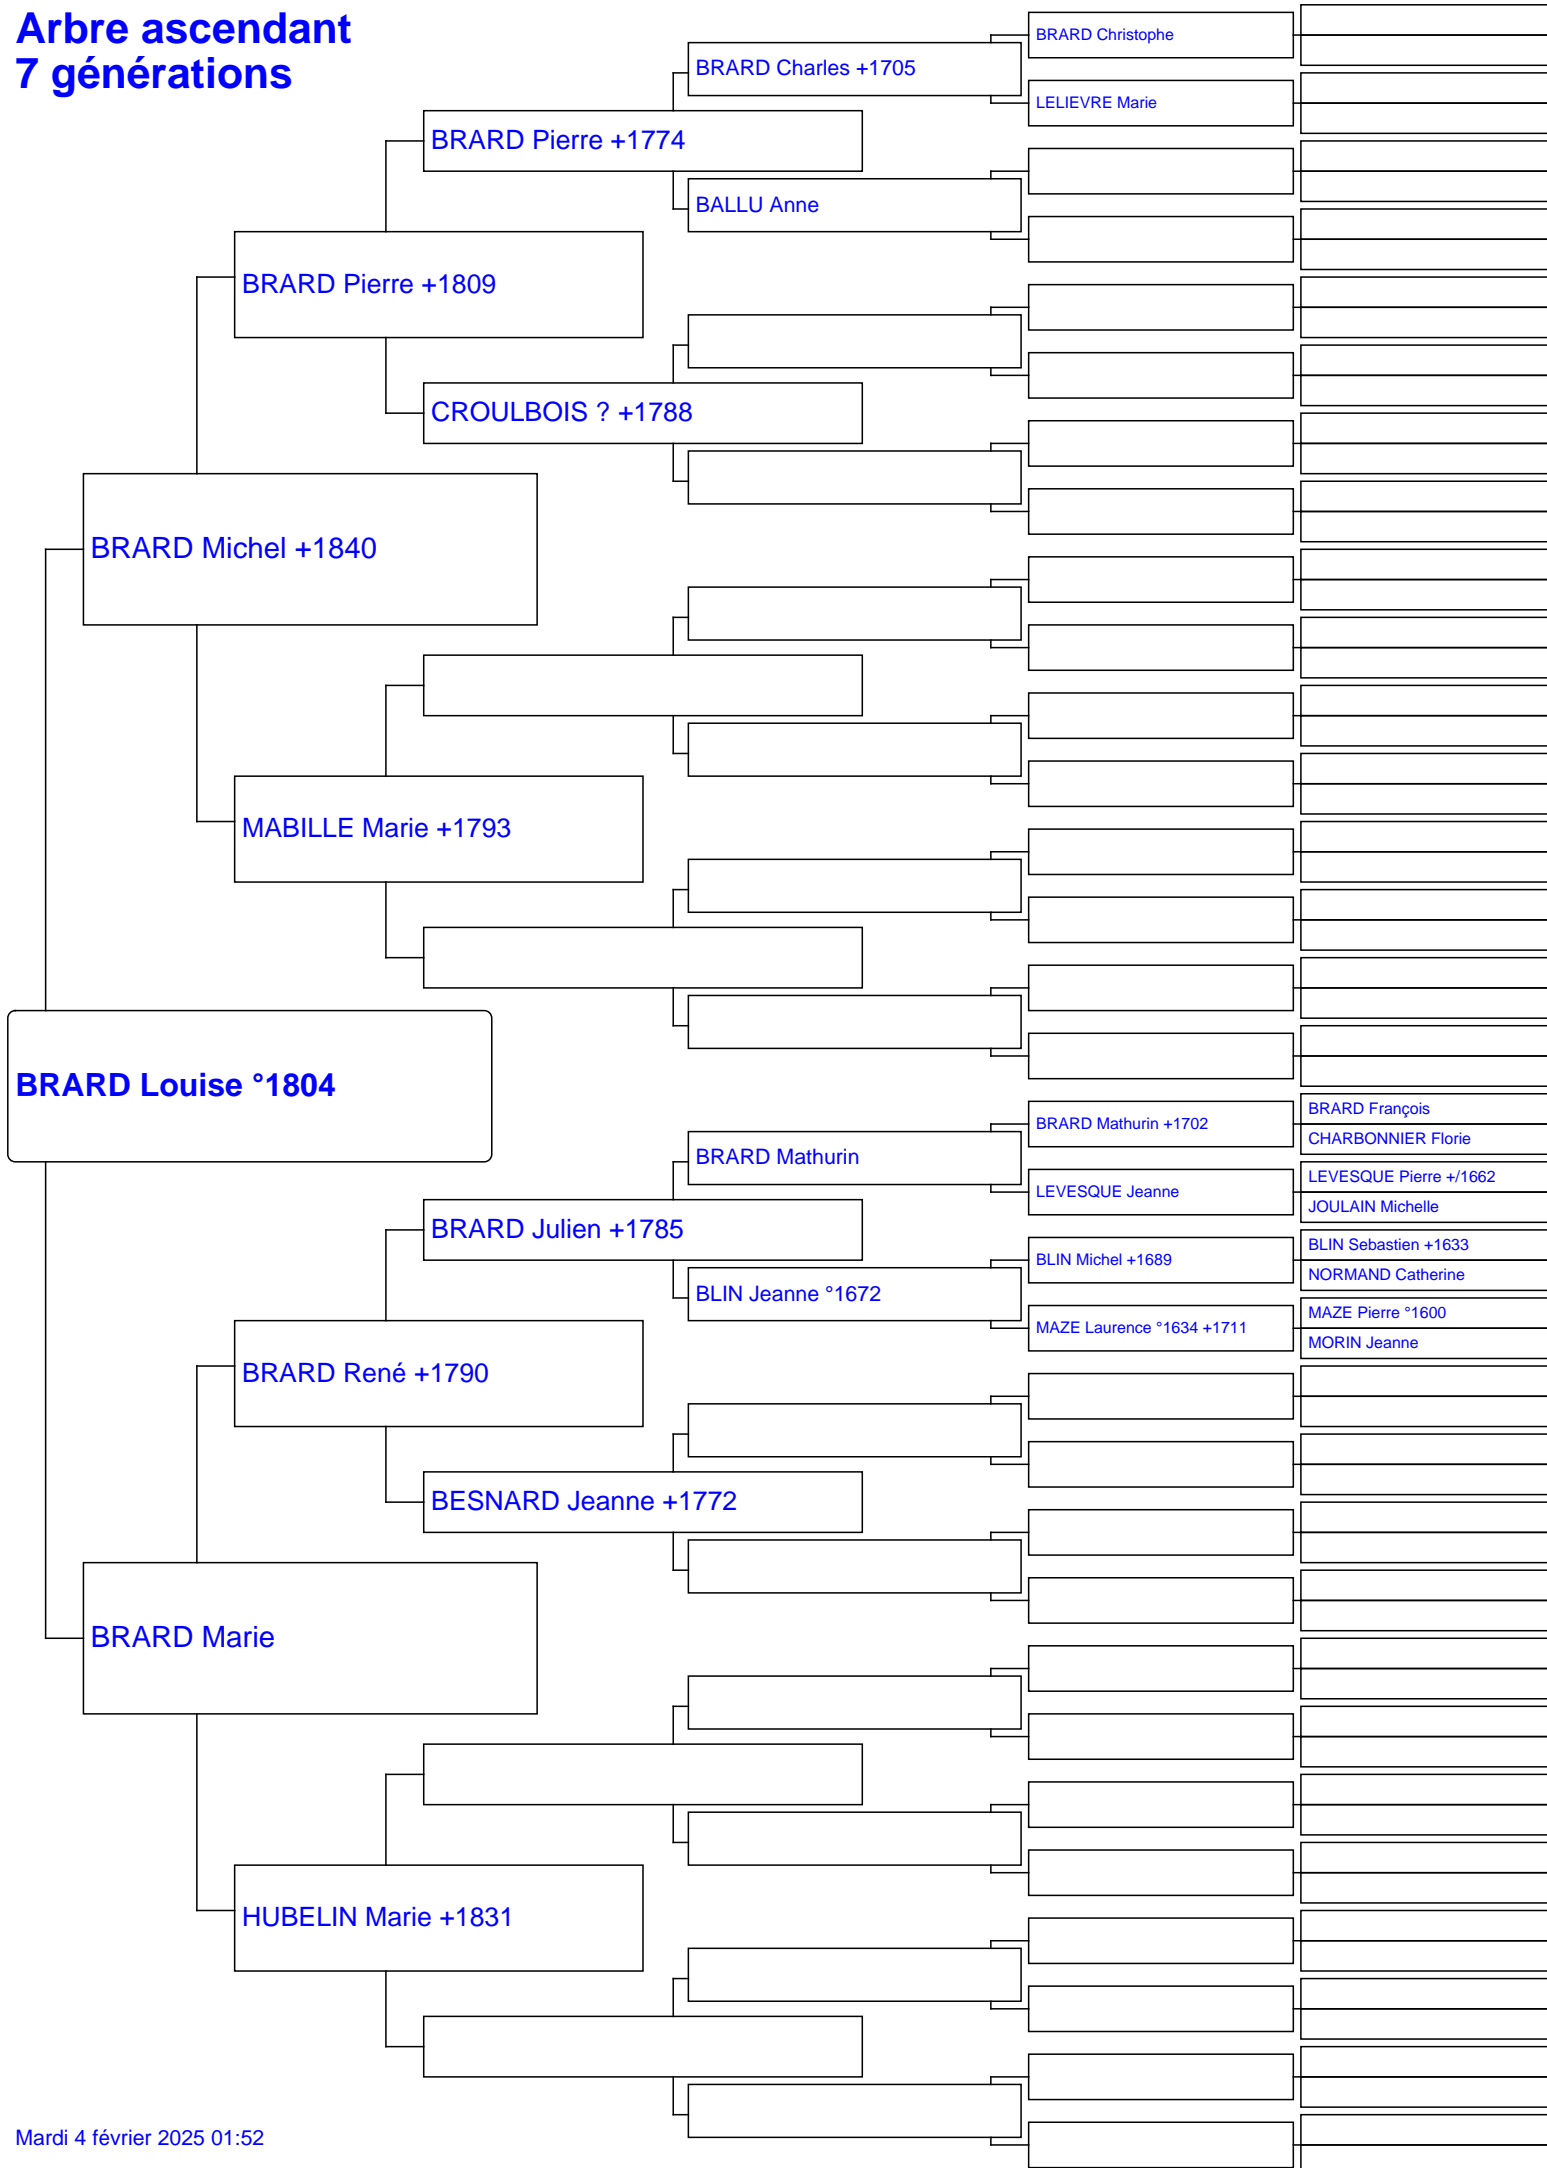 Arbre ascendant
7 générations
BRARD Christophe
BRARD Charles +1705
LELIEVRE Marie
BRARD Pierre +1774
BALLU Anne
BRARD Pierre +1809
CROULBOIS ? +1788
BRARD Michel +1840
MABILLE Marie +1793
BRARD Louise °1804
BRARD François
BRARD Mathurin +1702
CHARBONNIER Florie
BRARD Mathurin
LEVESQUE Pierre +/1662
LEVESQUE Jeanne
JOULAIN Michelle
BRARD Julien +1785
BLIN Sebastien +1633
BLIN Michel +1689
NORMAND Catherine
BLIN Jeanne °1672
MAZE Pierre °1600
MAZE Laurence °1634 +1711
MORIN Jeanne
BRARD René +1790
BESNARD Jeanne +1772
BRARD Marie
HUBELIN Marie +1831
Mardi 4 février 2025 01:52